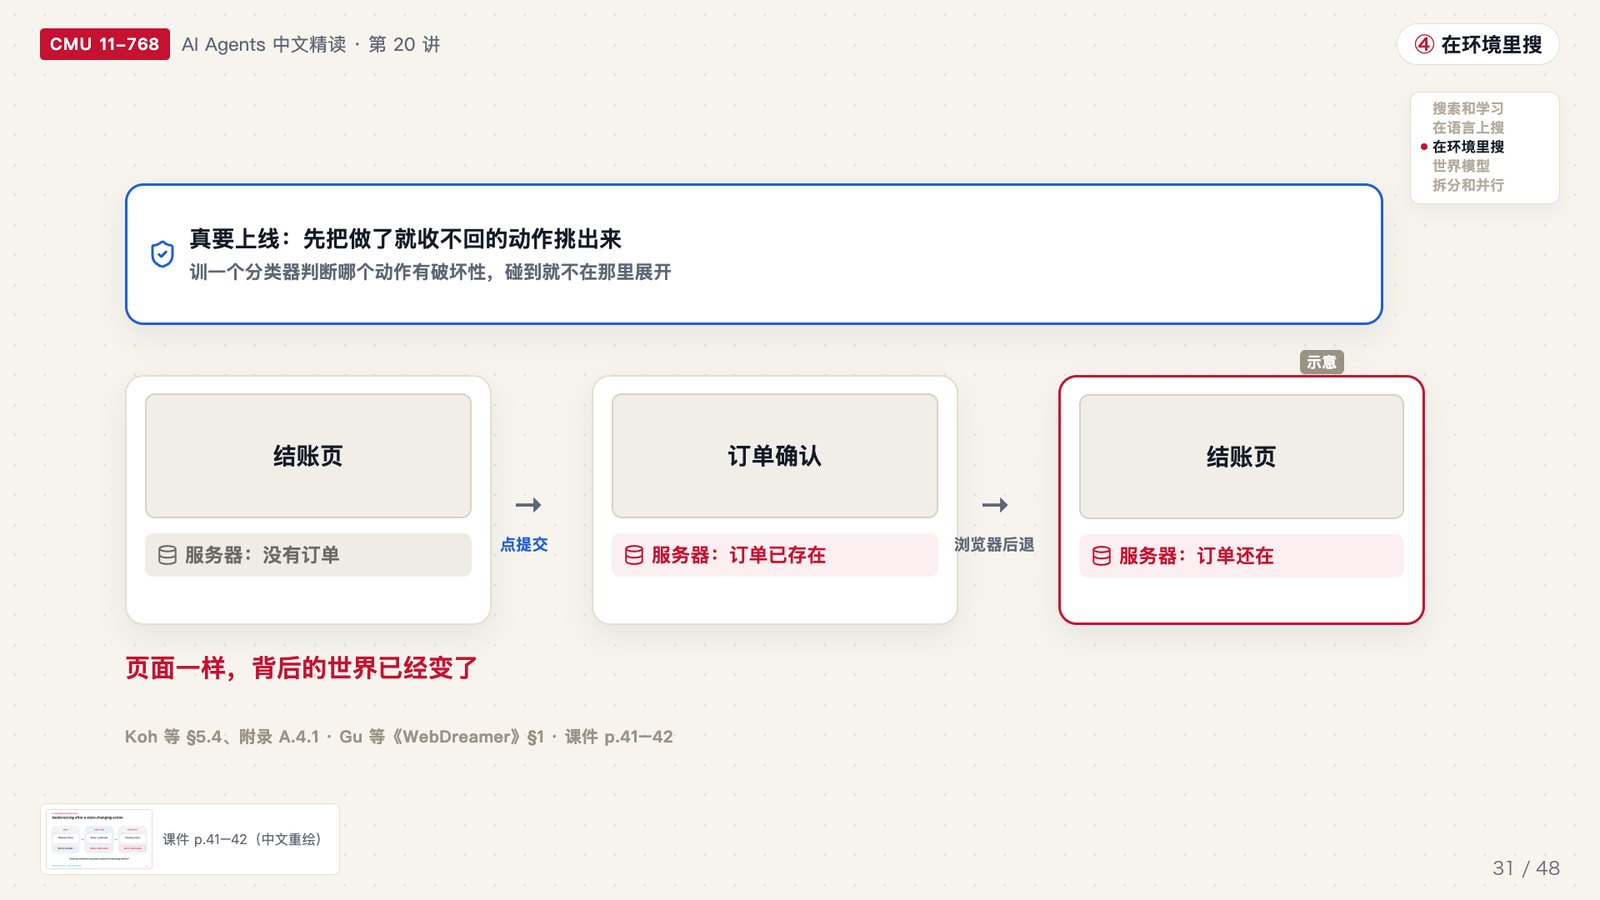 CMU 11-768 AI Agents 中文精读 · 第 20 讲
④ 在环境里搜
搜索和学习
在语言上搜
在环境里搜
世界模型
拆分和并行
真要上线：先把做了就收不回的动作挑出来
训一个分类器判断哪个动作有破坏性，碰到就不在那里展开
示意
结账页
服务器：没有订单
→
点提交
订单确认
服务器：订单已存在
→
浏览器后退
结账页
服务器：订单还在
页面一样，背后的世界已经变了
Koh 等 §5.4、附录 A.4.1 · Gu 等《WebDreamer》§1 · 课件 p.41–42
课件 p.41–42（中文重绘）
31 / 48